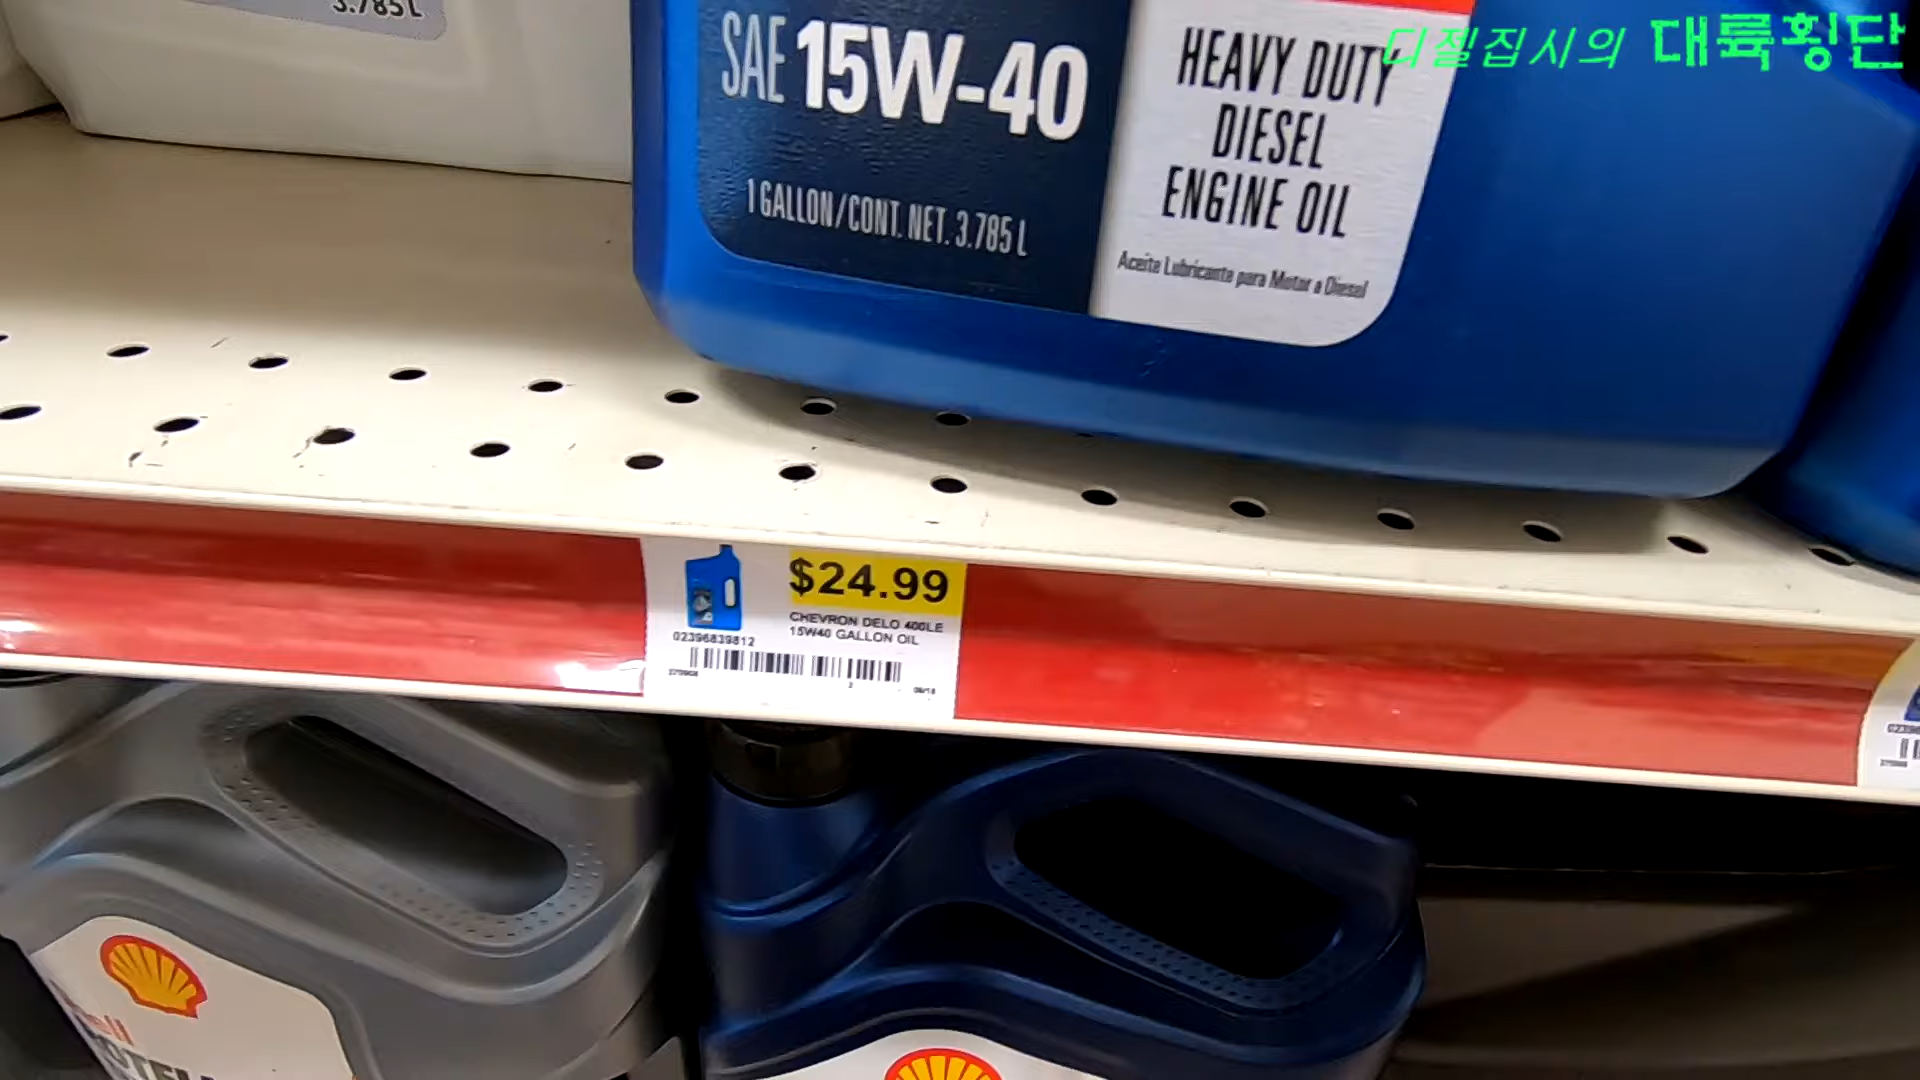 3.785L
SAE 15W-40
1 GALLON/CONT. NET. 3.785 L
HEAVY DUTY
DIESEL
ENGINE OIL
Aceite Lubricante para Motor a Diesel
디젤집시의 대륙횡단
$24.99
CHEVRON DELO 400LE
15W40 GALLON OIL
02396839812